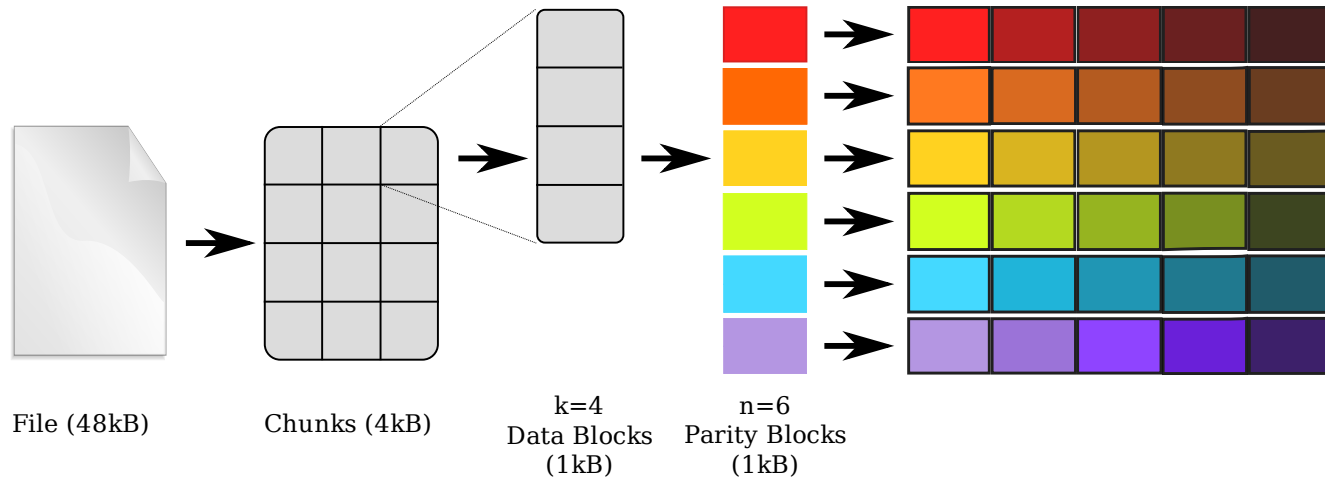 File (48kB)
Chunks (4kB)
k=4
Data Blocks
(1kB)
n=6
Parity Blocks
(1kB)